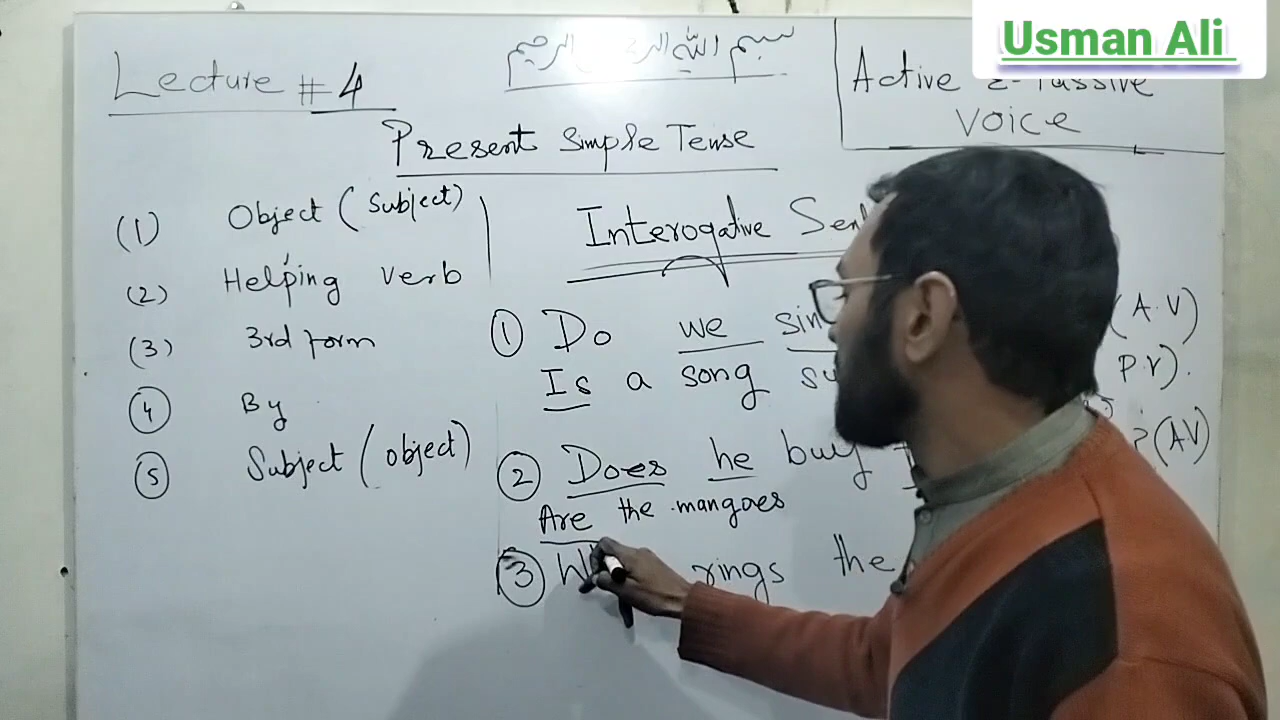 Usman Ali
Lecture #4
بسم اللہ الرحمن الرحیم
Active & Passive
Voice
Present Simple Tense
(1) Object (Subject)
(2) Helping verb
(3) 3rd form
(4) By
(5) Subject (object)
Interogative
(1) Do we (A.V)
Is a song P.V).
(2) Does he buy ?(AV)
Are the mangoes
(3) rings the